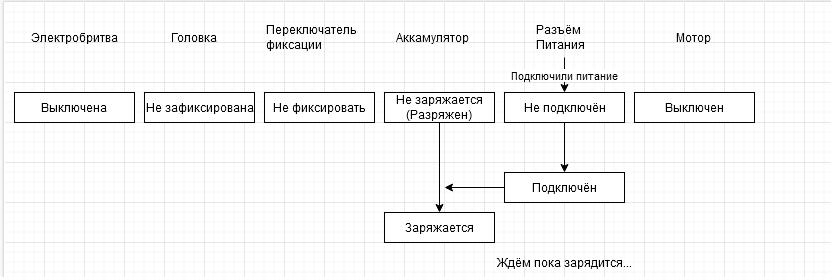 Электробритва
Головка
Переключатель
фиксации
Аккамулятор
Разъём
Питания
Мотор
Подключили питание
Выключена
Не зафиксирована
Не фиксировать
Не заряжается
(Разряжен)
Не подключён
Выключен
Подключён
Заряжается
Ждём пока зарядится...